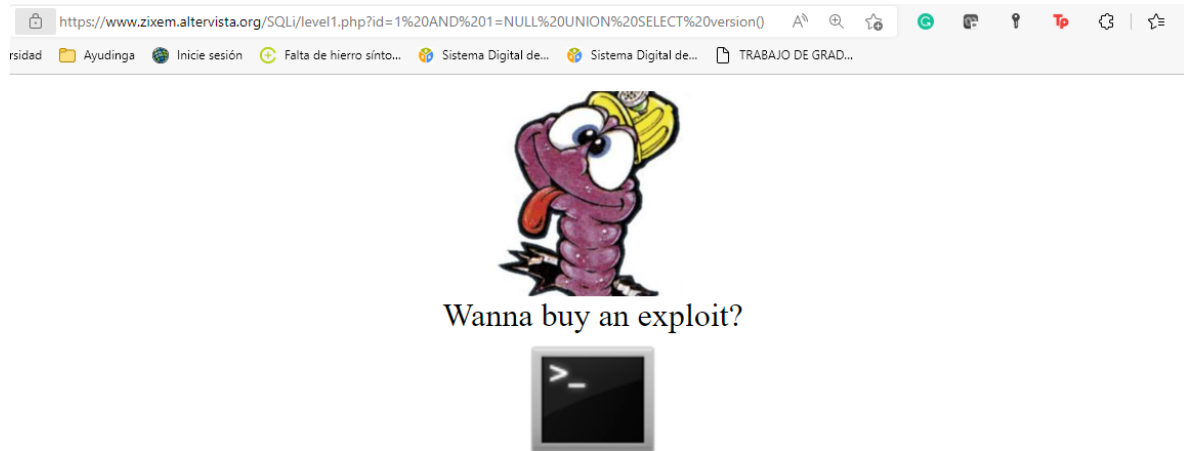 https://www.zixem.altervista.org/SQLi/level1.php?id=1%20AND%201=NULL%20UNION%20SELECT%20version()
rsidad Ayudinga Inicie sesión Falta de hierro sínto... Sistema Digital de... Sistema Digital de... TRABAJO DE GRAD...
Wanna buy an exploit?
>_